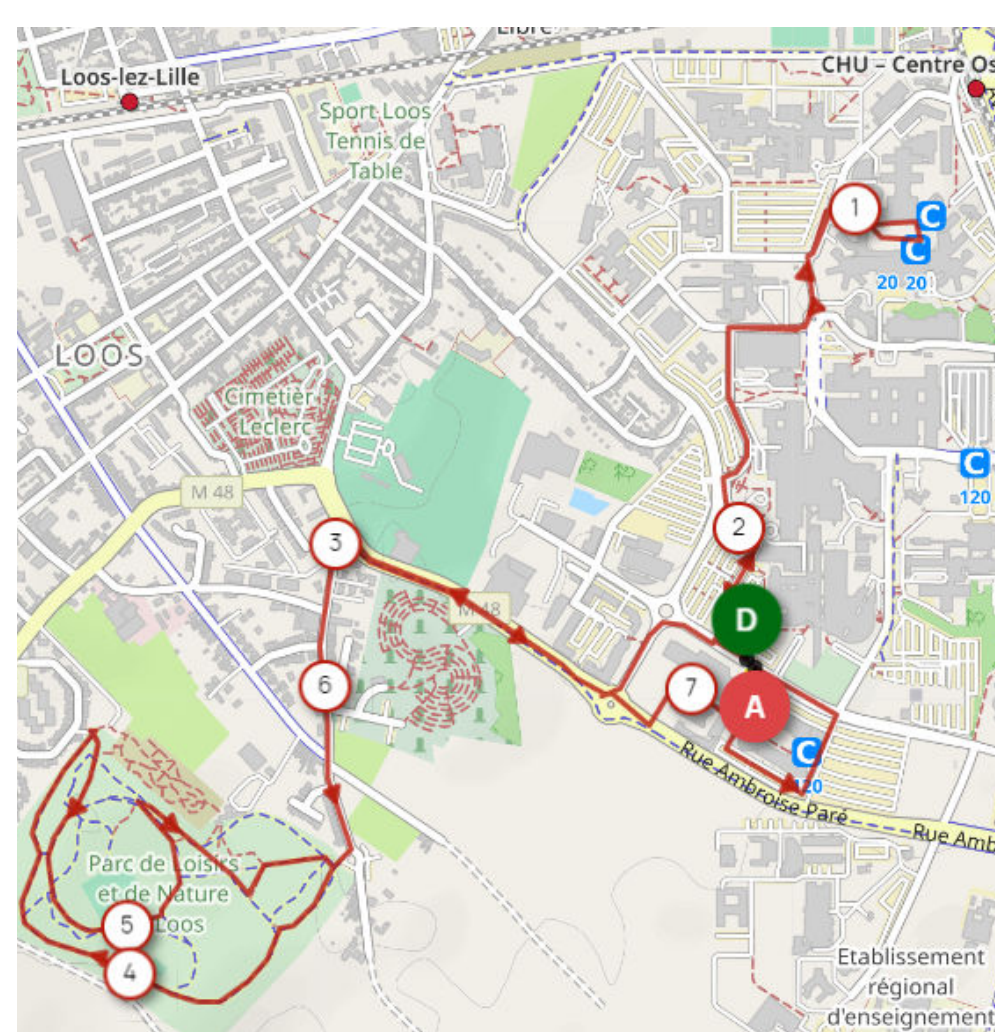 Libre
Loos-lez-Lille
CHU – Centre Os
Sport Loos
Tennis de
Table
1
C
C
20 20
LOOS
Cimetièr
Leclerc
M 48
C
120
2
3
M 48
D
6
7
A
C
120
Rue Ambroise Paré
Rue Amb
Parc de Loisirs
et de Nature
Loos
5
4
Etablissement
régional
d'enseignement